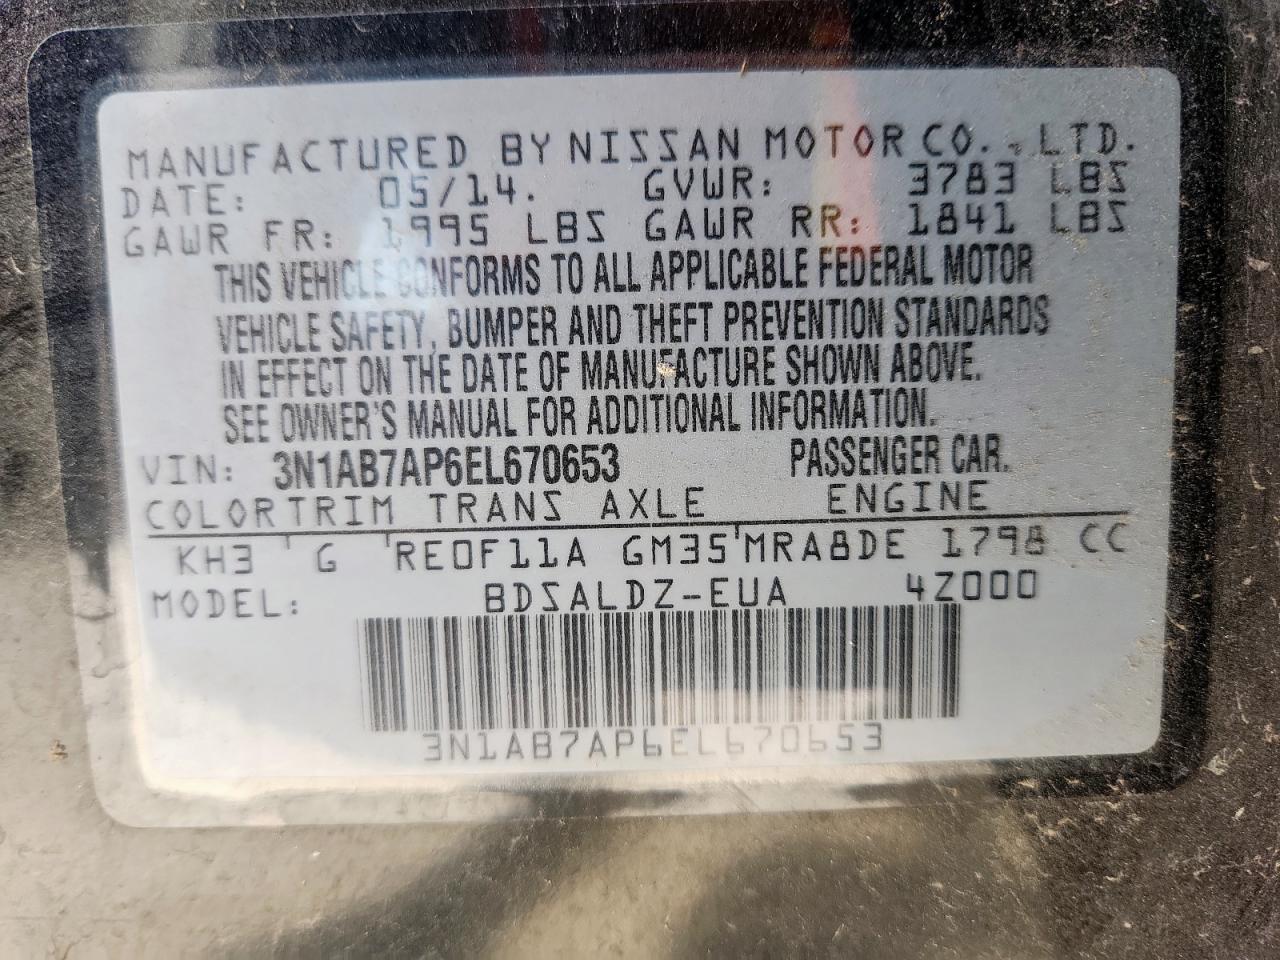 MANUFACTURED BY NISSAN MOTOR CO., LTD.
DATE: 05/14. GVWR: 3783 LBS
GAWR FR: 1995 LBS GAWR RR: 1841 LBS
THIS VEHICLE CONFORMS TO ALL APPLICABLE FEDERAL MOTOR
VEHICLE SAFETY, BUMPER AND THEFT PREVENTION STANDARDS
IN EFFECT ON THE DATE OF MANUFACTURE SHOWN ABOVE.
SEE OWNER'S MANUAL FOR ADDITIONAL INFORMATION.
VIN: 3N1AB7AP6EL670653 PASSENGER CAR.
COLOR TRIM TRANS AXLE ENGINE
KH3 G RE0F11A GM35 MRA8DE 1798 CC
MODEL: BDSALDZ-EUA 4Z000
3N1AB7AP6EL670653